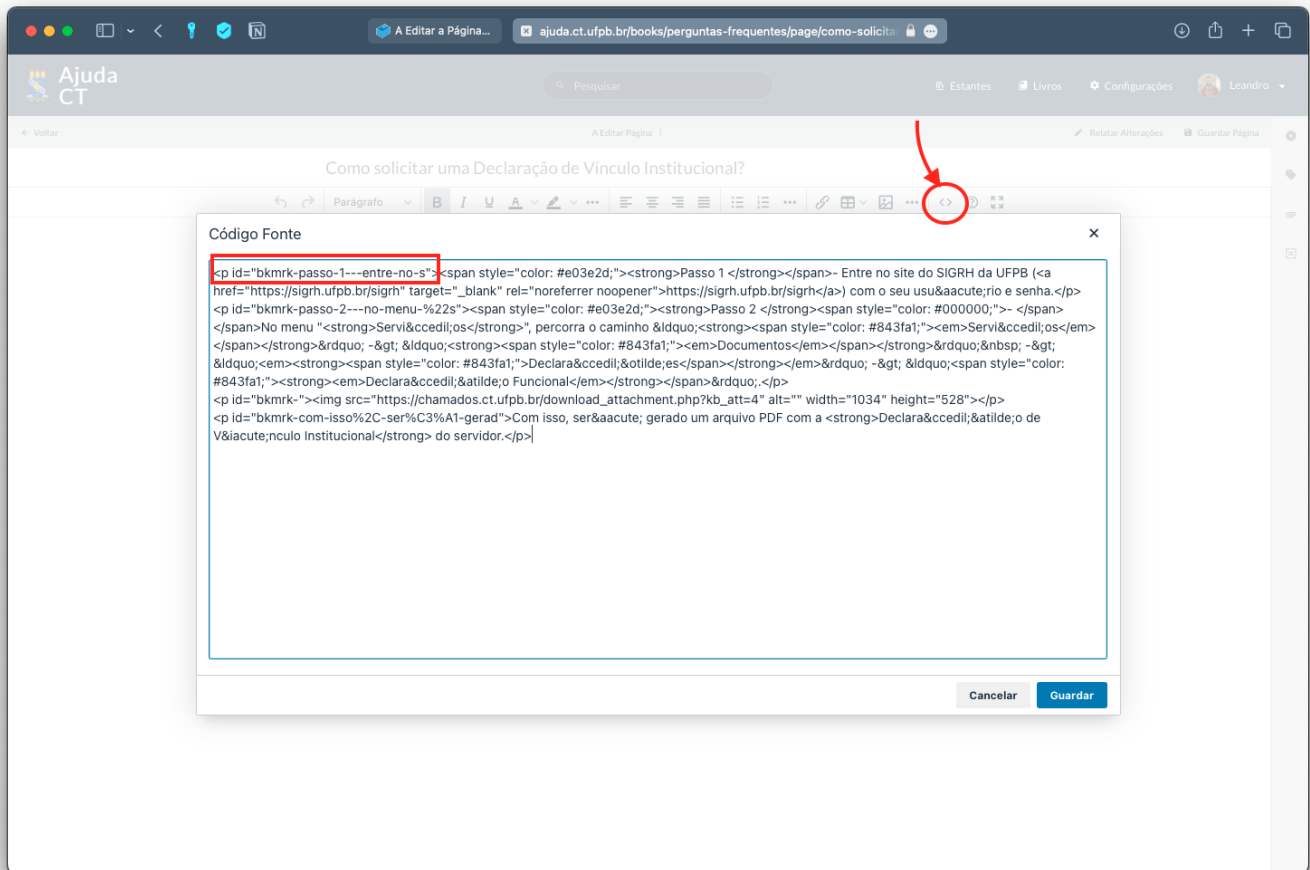 A Editar a Página...
ajuda.ct.ufpb.br/books/perguntas-frequentes/page/como-solicita
Ajuda
CT
Pesquisar
Estantes
Livros
Configurações
Leandro
← Voltar
A Editar Página
Relatar Alterações
Guardar Página
Como solicitar uma Declaração de Vínculo Institucional?
Parágrafo
B I U A
Código Fonte
<p id="bkmrk-passo-1---entre-no-s"><span style="color: #e03e2d;"><strong>Passo 1 </strong></span>- Entre no site do SIGRH da UFPB (<a
href="https://sigrh.ufpb.br/sigrh" target="_blank" rel="noreferrer noopener">https://sigrh.ufpb.br/sigrh</a>) com o seu usu&aacute;rio e senha.</p>
<p id="bkmrk-passo-2---no-menu-%22s"><span style="color: #e03e2d;"><strong>Passo 2 </strong><span style="color: #000000;">- </span>
</span>No menu "<strong>Servi&ccedil;os</strong>", percorra o caminho &ldquo;<strong><span style="color: #843fa1;"><em>Servi&ccedil;os</em>
</span></strong>&rdquo; -&gt; &ldquo;<strong><span style="color: #843fa1;"><em>Documentos</em></span></strong>&rdquo;&nbsp; -&gt;
&ldquo;<em><strong><span style="color: #843fa1;">Declara&ccedil;&otilde;es</span></strong></em>&rdquo; -&gt; &ldquo;<span style="color:
#843fa1;"><strong><em>Declara&ccedil;&atilde;o Funcional</em></strong></span>&rdquo;.</p>
<p id="bkmrk-"><img src="https://chamados.ct.ufpb.br/download_attachment.php?kb_att=4" alt="" width="1034" height="528"></p>
<p id="bkmrk-com-isso%2C-ser%C3%A1-gerad">Com isso, ser&aacute; gerado um arquivo PDF com a <strong>Declara&ccedil;&atilde;o de
V&iacute;nculo Institucional</strong> do servidor.</p>
Cancelar
Guardar